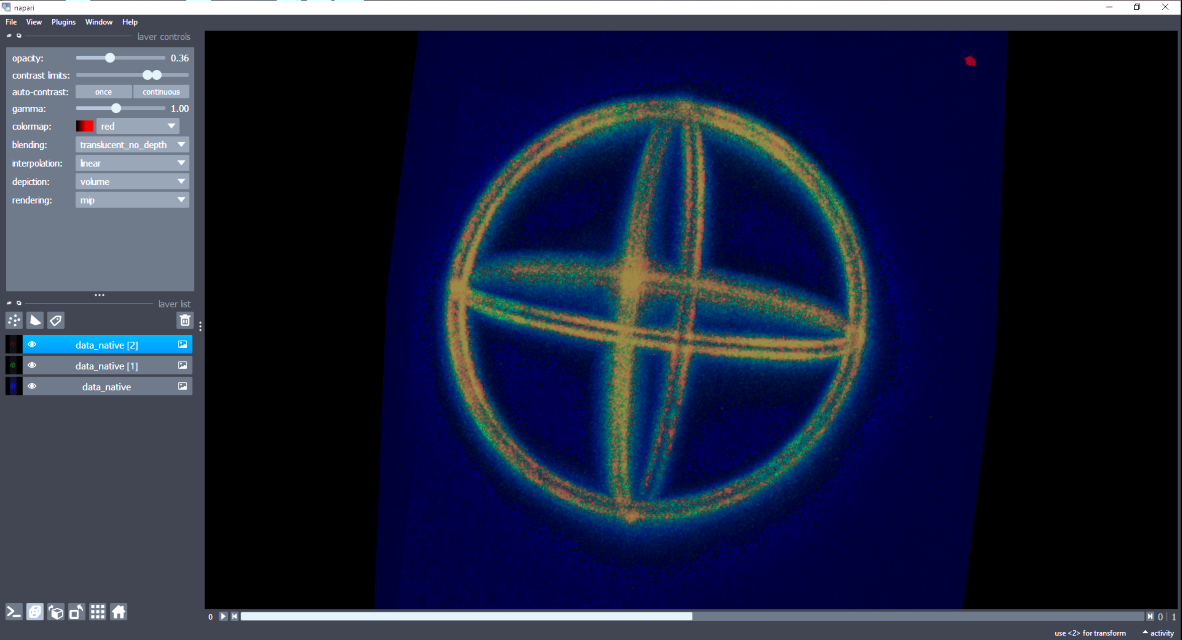 napari
File View Plugins Window Help
layer controls
opacity: 0.36
contrast limits:
auto-contrast: once continuous
gamma: 1.00
colormap: red
blending: translucent_no_depth
interpolation: linear
depiction: volume
rendering: mip
layer list
data_native [2]
data_native [1]
data_native
0 0 1
use <2> for transform activity